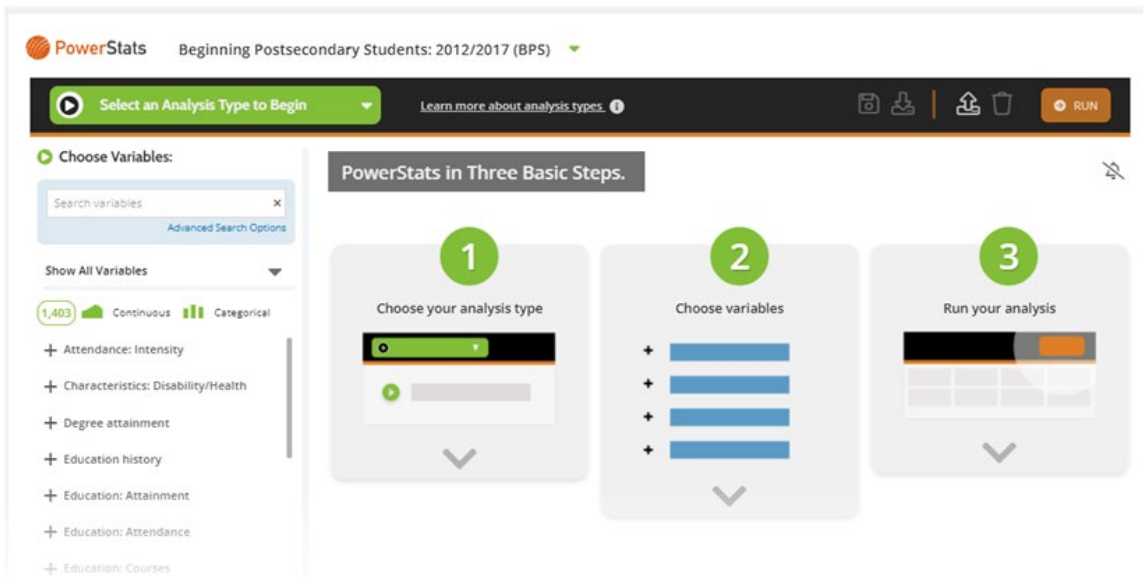 PowerStats Beginning Postsecondary Students: 2012/2017 (BPS)
Select an Analysis Type to Begin Learn more about analysis types i RUN
Choose Variables:
Search variables ×
Advanced Search Options
Show All Variables
1,403 Continuous Categorical
+ Attendance: Intensity
+ Characteristics: Disability/Health
+ Degree attainment
+ Education history
+ Education: Attainment
+ Education: Attendance
+ Education: Courses
PowerStats in Three Basic Steps.
1
Choose your analysis type
2
Choose variables
+
+
+
+
3
Run your analysis